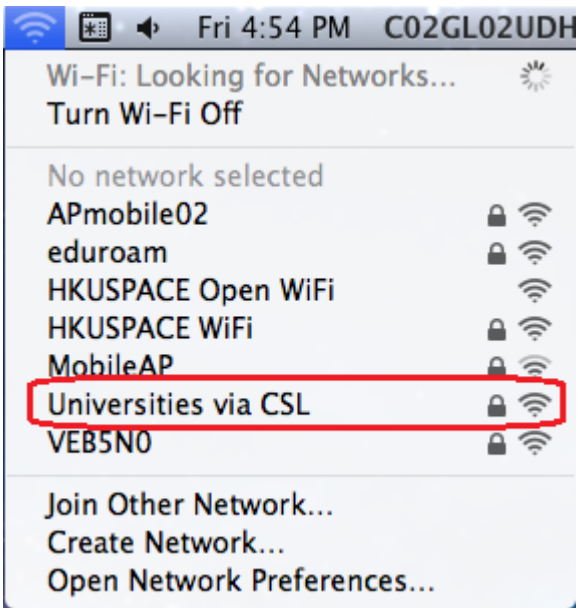 Fri 4:54 PM C02GL02UDH
Wi-Fi: Looking for Networks...
Turn Wi-Fi Off
No network selected
APmobile02
eduroam
HKUSPACE Open WiFi
HKUSPACE WiFi
MobileAP
Universities via CSL
VEB5N0
Join Other Network...
Create Network...
Open Network Preferences...